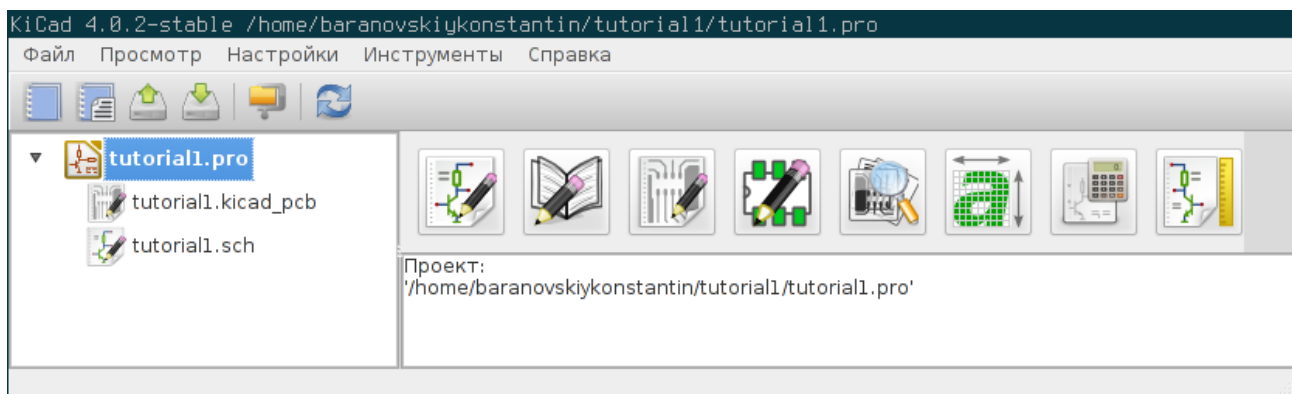 KiCad 4.0.2-stable /home/baranovskiykonstantin/tutorial1/tutorial1.pro
Файл Просмотр Настройки Инструменты Справка
tutorial1.pro
tutorial1.kicad_pcb
tutorial1.sch
Проект:
'/home/baranovskiykonstantin/tutorial1/tutorial1.pro'